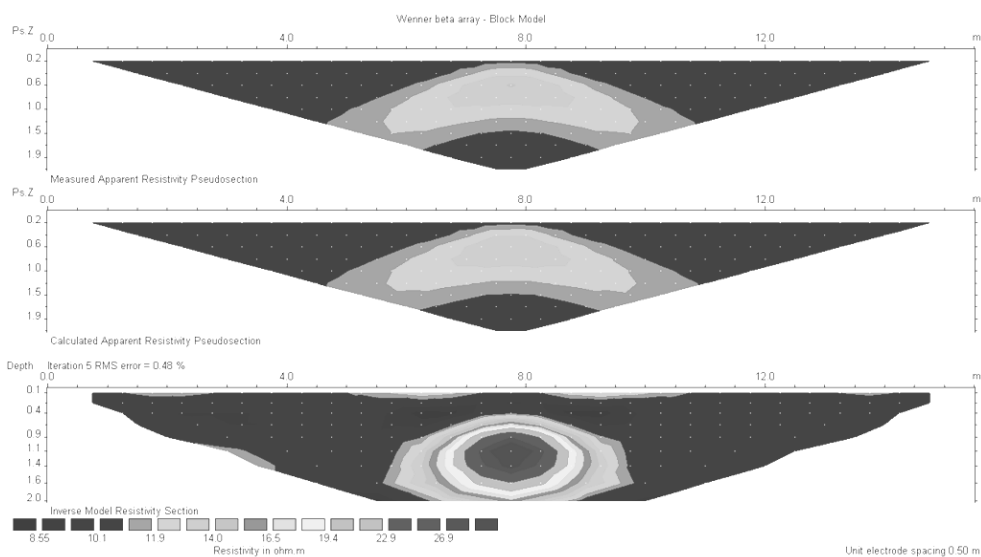 Wenner beta array - Block Model
Ps.Z 0.0 4.0 8.0 12.0 m
0.2
0.6
1.0
1.5
1.9
Measured Apparent Resistivity Pseudosection
Ps.Z 0.0 4.0 8.0 12.0 m
0.2
0.6
1.0
1.5
1.9
Calculated Apparent Resistivity Pseudosection
Depth Iteration 5 RMS error = 0.48 %
0.0 4.0 8.0 12.0 m
0.1
0.4
0.9
1.1
1.4
1.6
2.0
Inverse Model Resistivity Section
8.55 10.1 11.9 14.0 16.5 19.4 22.9 26.9
Resistivity in ohm.m
Unit electrode spacing 0.50 m